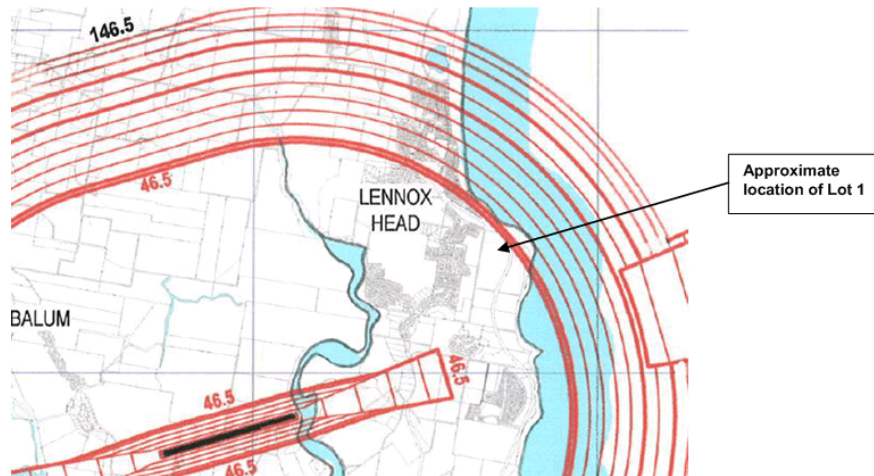 146.5
46.5
LENNOX
HEAD
Approximate
location of Lot 1
BALUM
46.5
46.5
46.5